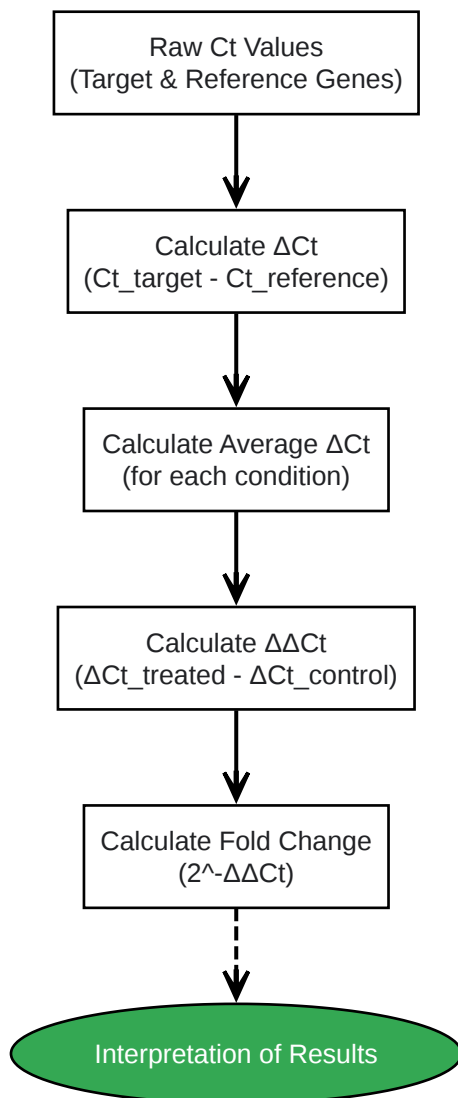 Raw Ct Values
(Target & Reference Genes)
Calculate ΔCt
(Ct_target - Ct_reference)
Calculate Average ΔCt
(for each condition)
Calculate ΔΔCt
(ΔCt_treated - ΔCt_control)
Calculate Fold Change
(2^-ΔΔCt)
Interpretation of Results